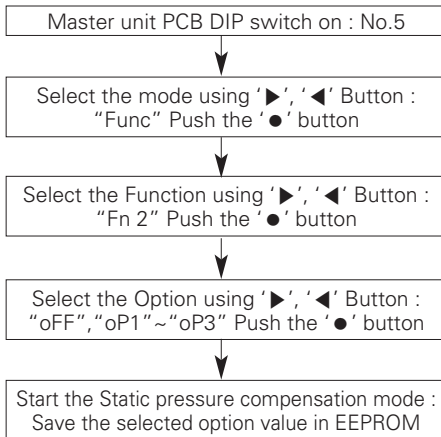 Master unit PCB DIP switch on : No.5
Select the mode using ‘▶’, ‘◀’ Button :
“Func” Push the ‘●’ button
Select the Function using ‘▶’, ‘◀’ Button :
“Fn 2” Push the ‘●’ button
Select the Option using ‘▶’, ‘◀’ Button :
“oFF”,“oP1”~“oP3” Push the ‘●’ button
Start the Static pressure compensation mode :
Save the selected option value in EEPROM